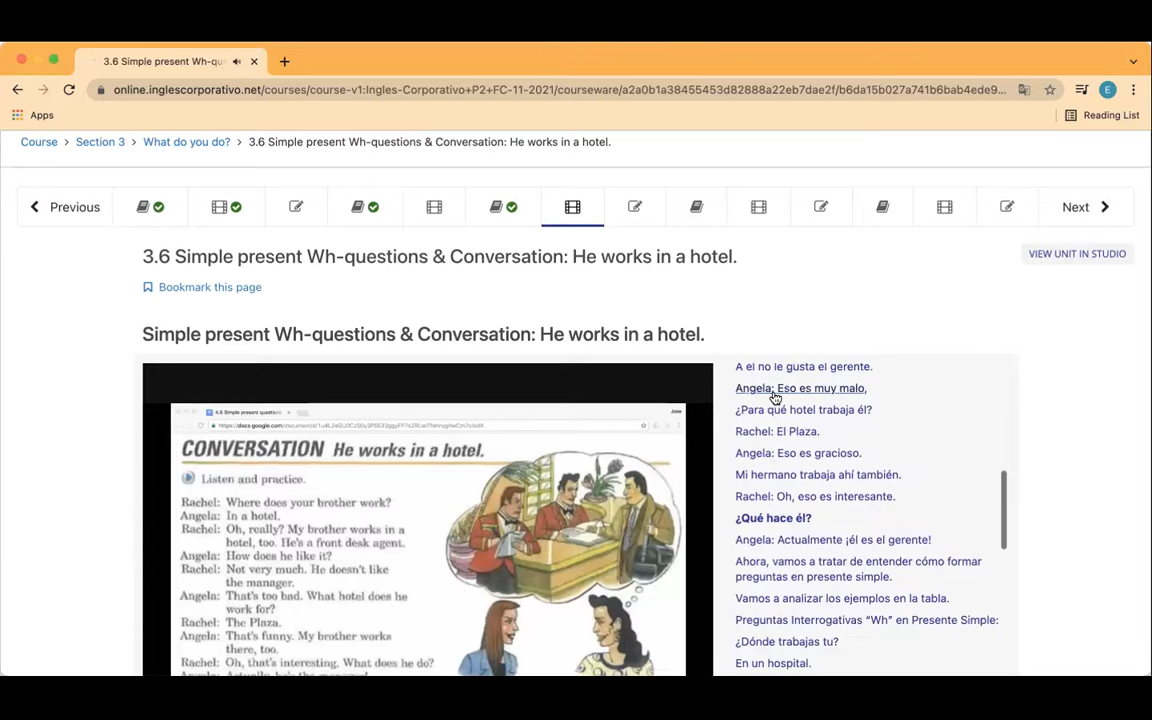 3.6 Simple present Wh-qu
online.inglescorporativo.net/courses/course-v1:Ingles-Corporativo+P2+FC-11-2021/courseware/a2a0b1a38455453d82888a22eb7dae2f/b6da15b027a741b6bab4ede9...
E
Apps
Reading List
Course > Section 3 > What do you do? > 3.6 Simple present Wh-questions & Conversation: He works in a hotel.
Previous
Next
3.6 Simple present Wh-questions & Conversation: He works in a hotel.
VIEW UNIT IN STUDIO
Bookmark this page
Simple present Wh-questions & Conversation: He works in a hotel.
CONVERSATION He works in a hotel.
Listen and practice.
Rachel: Where does your brother work?
Angela: In a hotel.
Rachel: Oh, really? My brother works in a
hotel, too. He's a front desk agent.
Angela: How does he like it?
Rachel: Not very much. He doesn't like
the manager.
Angela: That's too bad. What hotel does he
work for?
Rachel: The Plaza.
Angela: That's funny. My brother works
there, too.
Rachel: Oh, that's interesting. What does he do?
A el no le gusta el gerente.
Angela: Eso es muy malo,
¿Para qué hotel trabaja él?
Rachel: El Plaza.
Angela: Eso es gracioso.
Mi hermano trabaja ahí también.
Rachel: Oh, eso es interesante.
¿Qué hace él?
Angela: Actualmente ¡él es el gerente!
Ahora, vamos a tratar de entender cómo formar
preguntas en presente simple.
Vamos a analizar los ejemplos en la tabla.
Preguntas Interrogativas “Wh” en Presente Simple:
¿Dónde trabajas tu?
En un hospital.